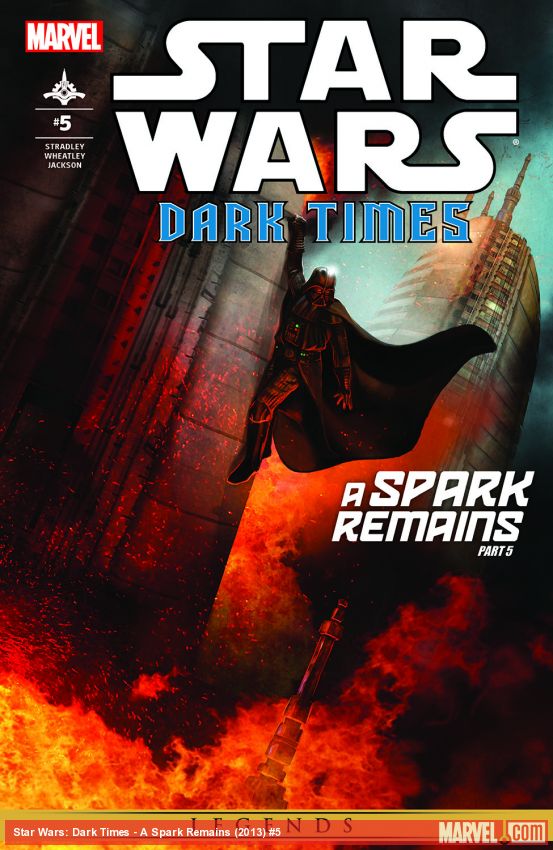 MARVEL
#5
STRADLEY
WHEATLEY
JACKSON
STAR
WARS
®
DARK TIMES
A SPARK
REMAINS
PART 5
LEGENDS
Star Wars: Dark Times - A Spark Remains (2013) #5
MARVEL.com